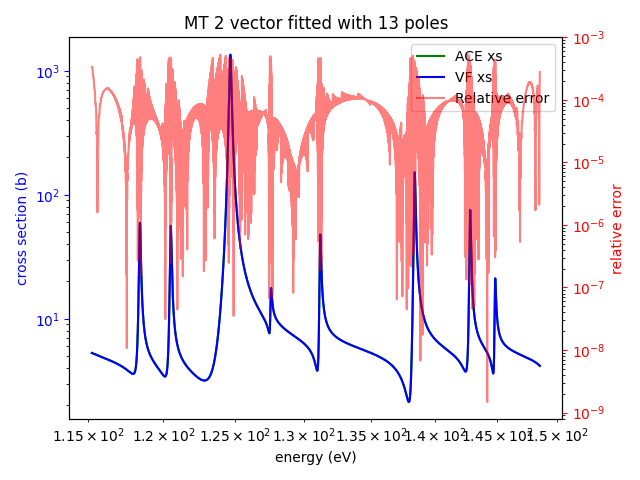 MT 2 vector fitted with 13 poles
ACE xs
VF xs
Relative error
10³
10²
10¹
cross section (b)
10⁻³
10⁻⁴
10⁻⁵
10⁻⁶
10⁻⁷
10⁻⁸
10⁻⁹
relative error
1.15 × 10² 1.2 × 10² 1.25 × 10² 1.3 × 10² 1.35 × 10² 1.4 × 10² 1.45 × 10² 1.5 × 10²
energy (eV)